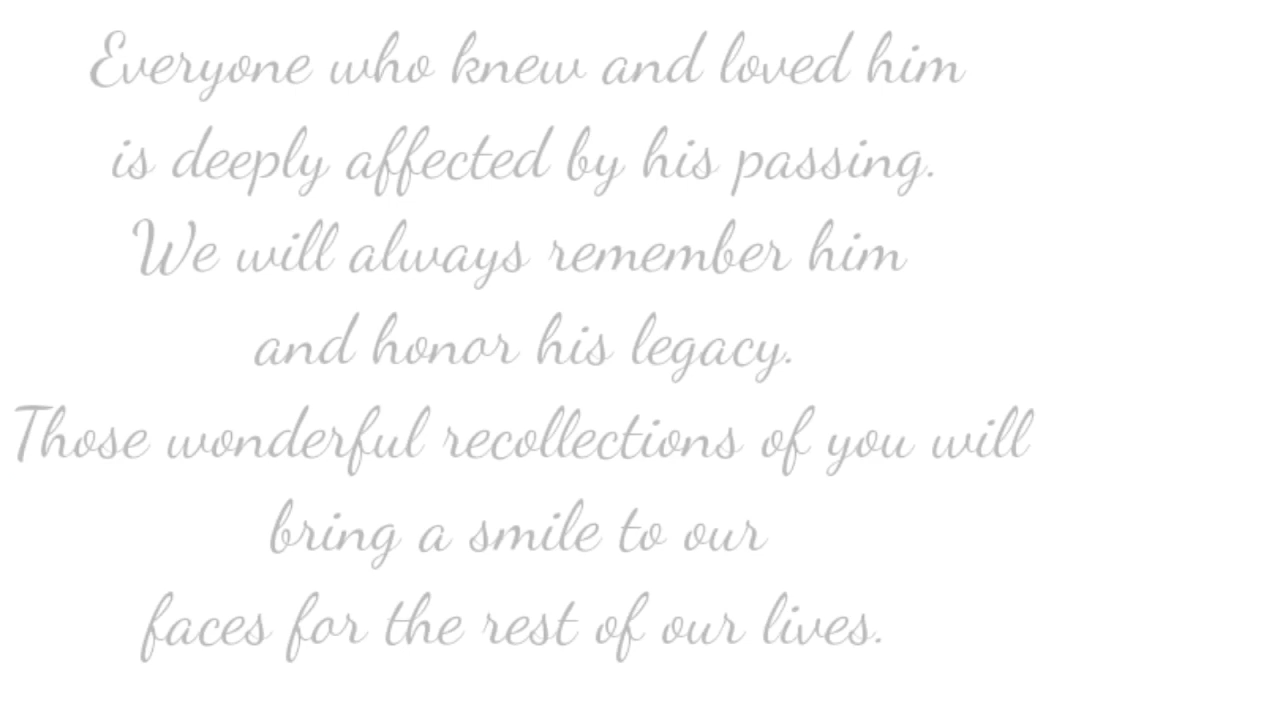 Everyone who knew and loved him
is deeply affected by his passing.
We will always remember him
and honor his legacy.
Those wonderful recollections of you will
bring a smile to our
faces for the rest of our lives.